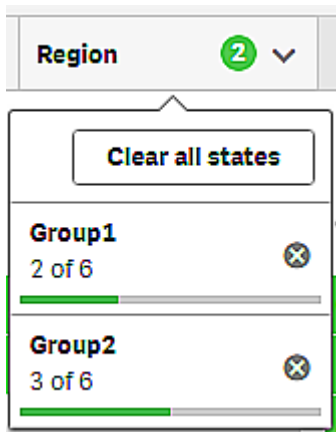 Region 2
Clear all states
Group1
2 of 6
Group2
3 of 6